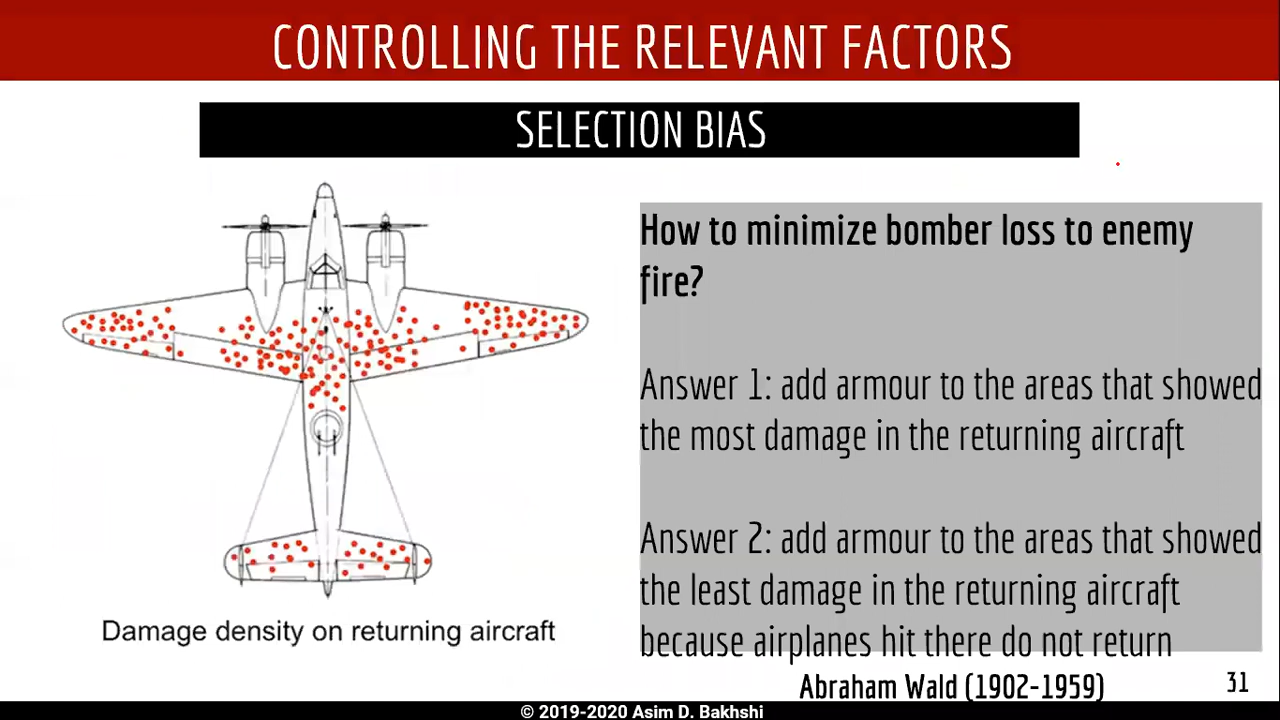 CONTROLLING THE RELEVANT FACTORS
SELECTION BIAS
How to minimize bomber loss to enemy
fire?
Answer 1: add armour to the areas that showed
the most damage in the returning aircraft
Answer 2: add armour to the areas that showed
the least damage in the returning aircraft
because airplanes hit there do not return
Damage density on returning aircraft
Abraham Wald (1902-1959)
31
© 2019-2020 Asim D. Bakhshi